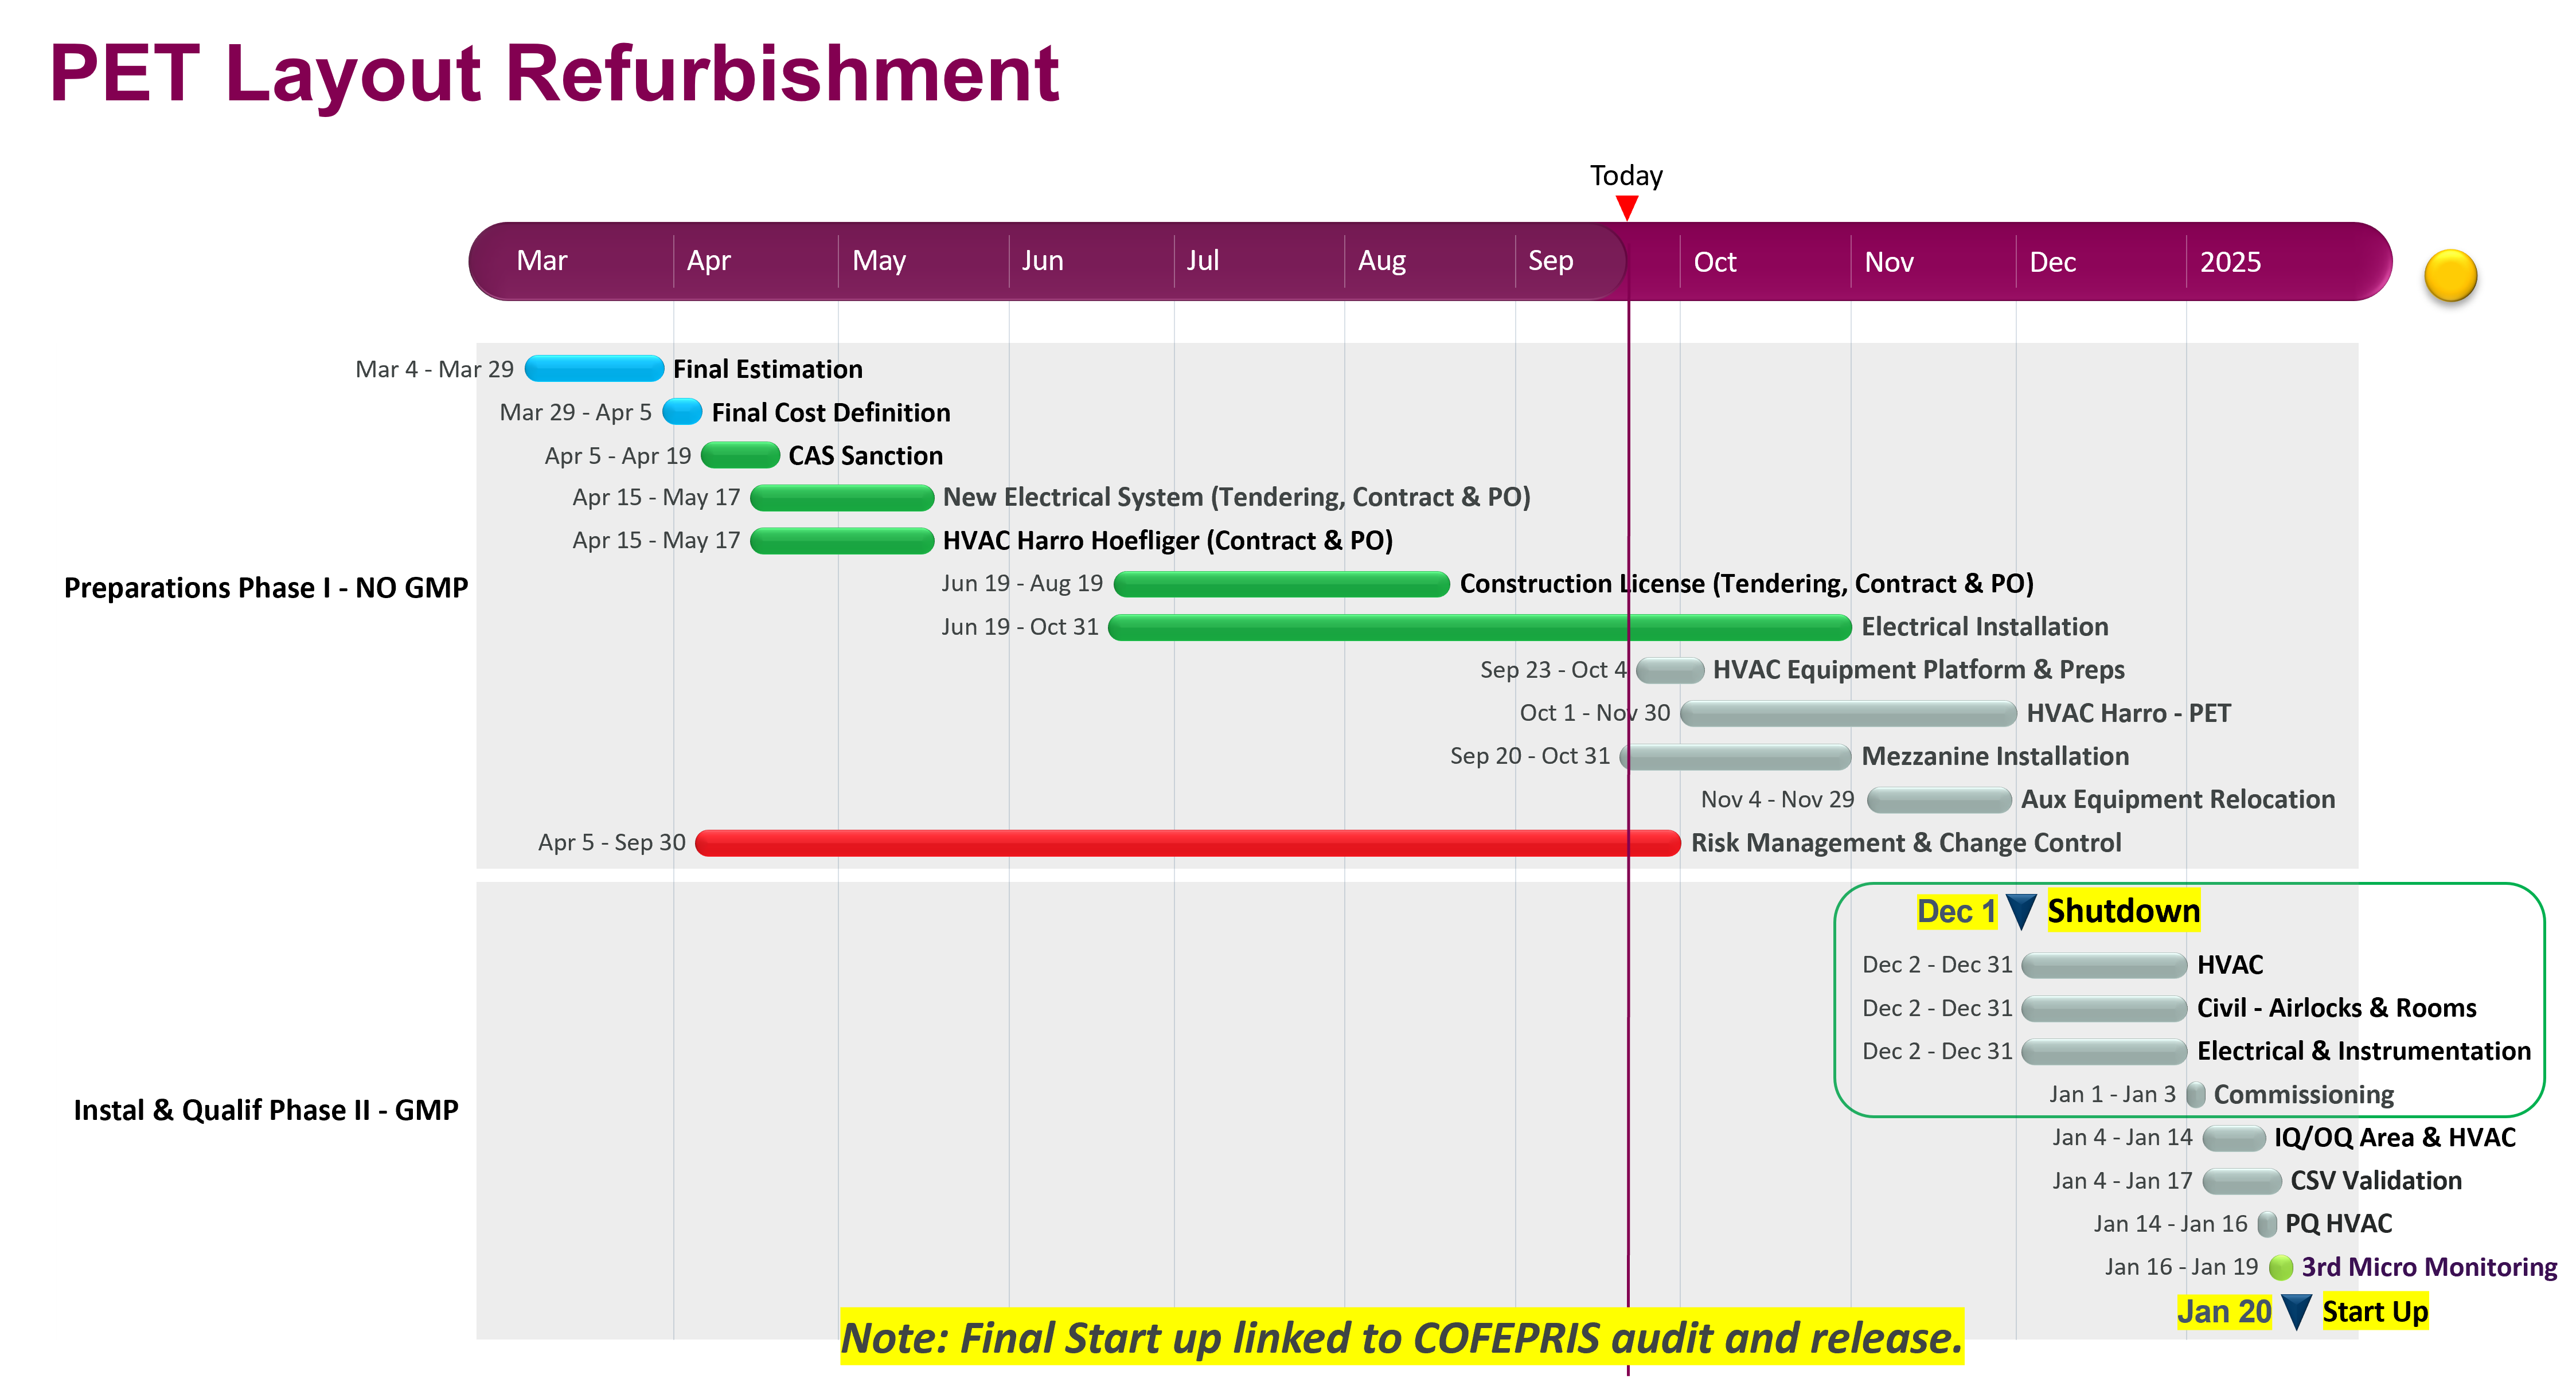 PET Layout Refurbishment
Today
Mar Apr May Jun Jul Aug Sep Oct Nov Dec 2025
Mar 4 - Mar 29 Final Estimation
Mar 29 - Apr 5 Final Cost Definition
Apr 5 - Apr 19 CAS Sanction
Apr 15 - May 17 New Electrical System (Tendering, Contract & PO)
Apr 15 - May 17 HVAC Harro Hoefliger (Contract & PO)
Preparations Phase I - NO GMP
Jun 19 - Aug 19 Construction License (Tendering, Contract & PO)
Jun 19 - Oct 31 Electrical Installation
Sep 23 - Oct 4 HVAC Equipment Platform & Preps
Oct 1 - Nov 30 HVAC Harro - PET
Sep 20 - Oct 31 Mezzanine Installation
Nov 4 - Nov 29 Aux Equipment Relocation
Apr 5 - Sep 30 Risk Management & Change Control
Dec 1 Shutdown
Dec 2 - Dec 31 HVAC
Dec 2 - Dec 31 Civil - Airlocks & Rooms
Dec 2 - Dec 31 Electrical & Instrumentation
Jan 1 - Jan 3 Commissioning
Instal & Qualif Phase II - GMP
Jan 4 - Jan 14 IQ/OQ Area & HVAC
Jan 4 - Jan 17 CSV Validation
Jan 14 - Jan 16 PQ HVAC
Jan 16 - Jan 19 3rd Micro Monitoring
Jan 20 Start Up
Note: Final Start up linked to COFEPRIS audit and release.